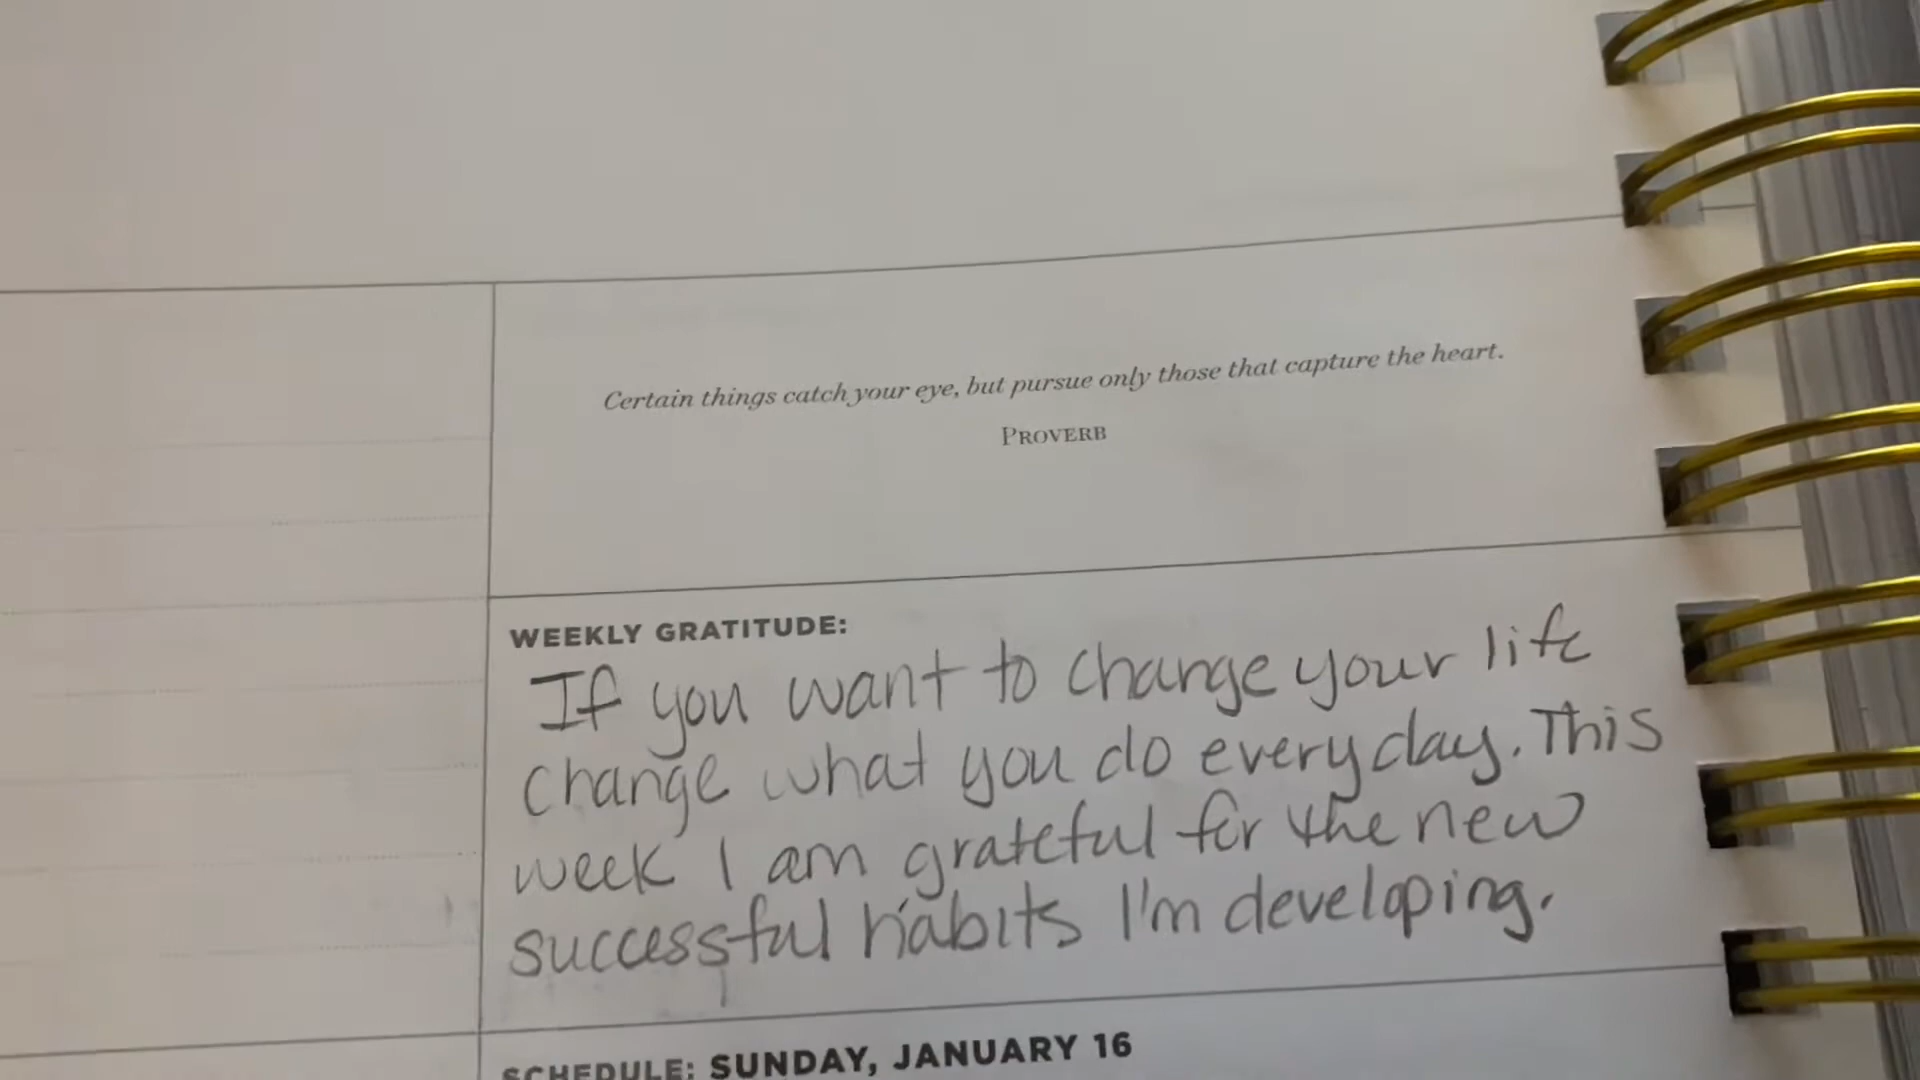 Certain things catch your eye, but pursue only those that capture the heart.
PROVERB
WEEKLY GRATITUDE:
If you want to change your life
change what you do everyday. This
week I am grateful for the new
successful habits I'm developing.
SCHEDULE: SUNDAY, JANUARY 16